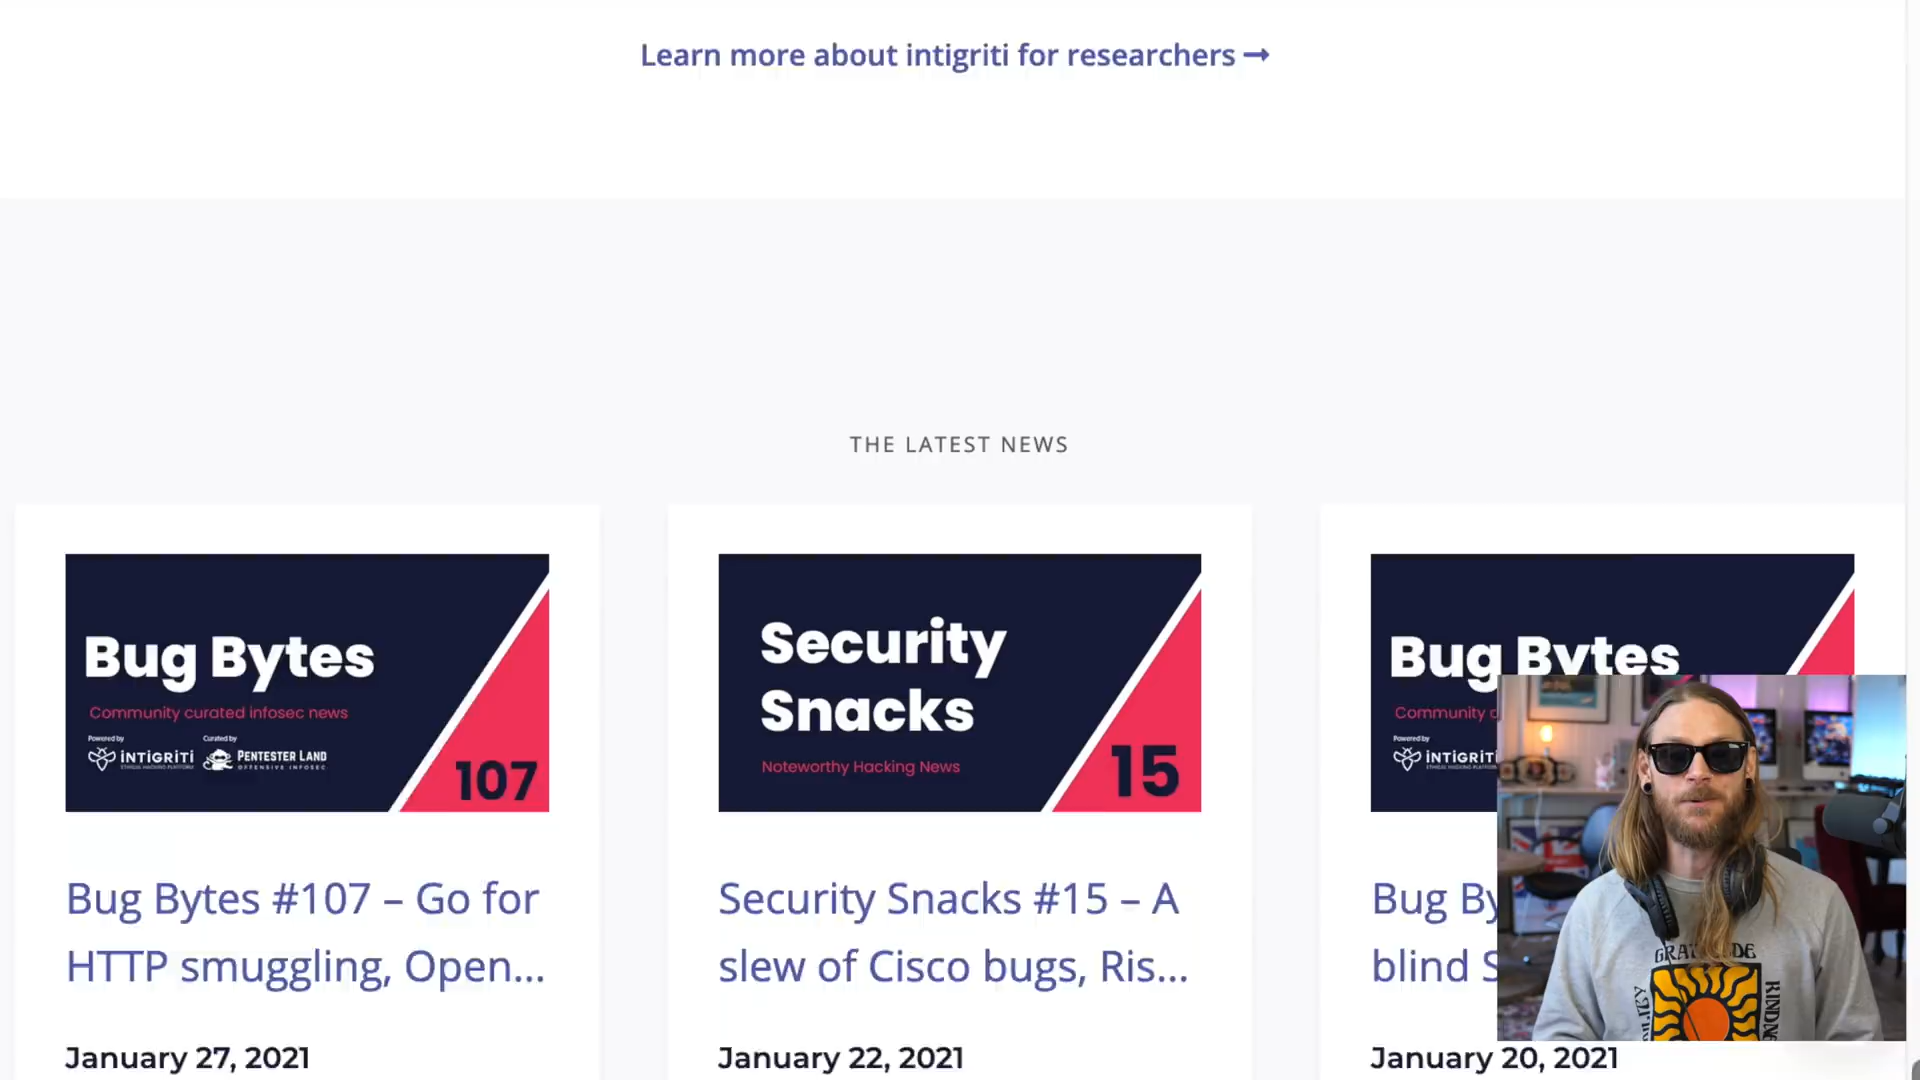 Learn more about intigriti for researchers →
THE LATEST NEWS
Bug Bytes
Community curated infosec news
Powered by
Curated by
INTIGRITI
ETHICAL HACKING PLATFORM
PENTESTER LAND
OFFENSIVE INFOSEC
107
Bug Bytes #107 – Go for
HTTP smuggling, Open...
January 27, 2021
Security
Snacks
Noteworthy Hacking News
15
Security Snacks #15 – A
slew of Cisco bugs, Ris...
January 22, 2021
Bug Bytes
Community c
Powered by
INTIGRITI
Bug By
blind S
January 20, 2021
GRATITUDE